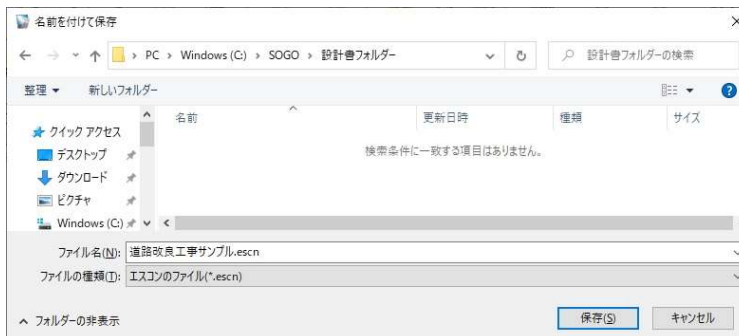 名前を付けて保存
PC › Windows (C:) › SOGO › 設計書フォルダー
設計書フォルダーの検索
整理 新しいフォルダー
名前 更新日時 種類 サイズ
検索条件に一致する項目はありません。
クイック アクセス
デスクトップ
ダウンロード
ピクチャ
Windows (C:)
ファイル名(N): 道路改良工事サンプル.escn
ファイルの種類(T): エスコンのファイル(*.escn)
フォルダーの非表示
保存(S) キャンセル